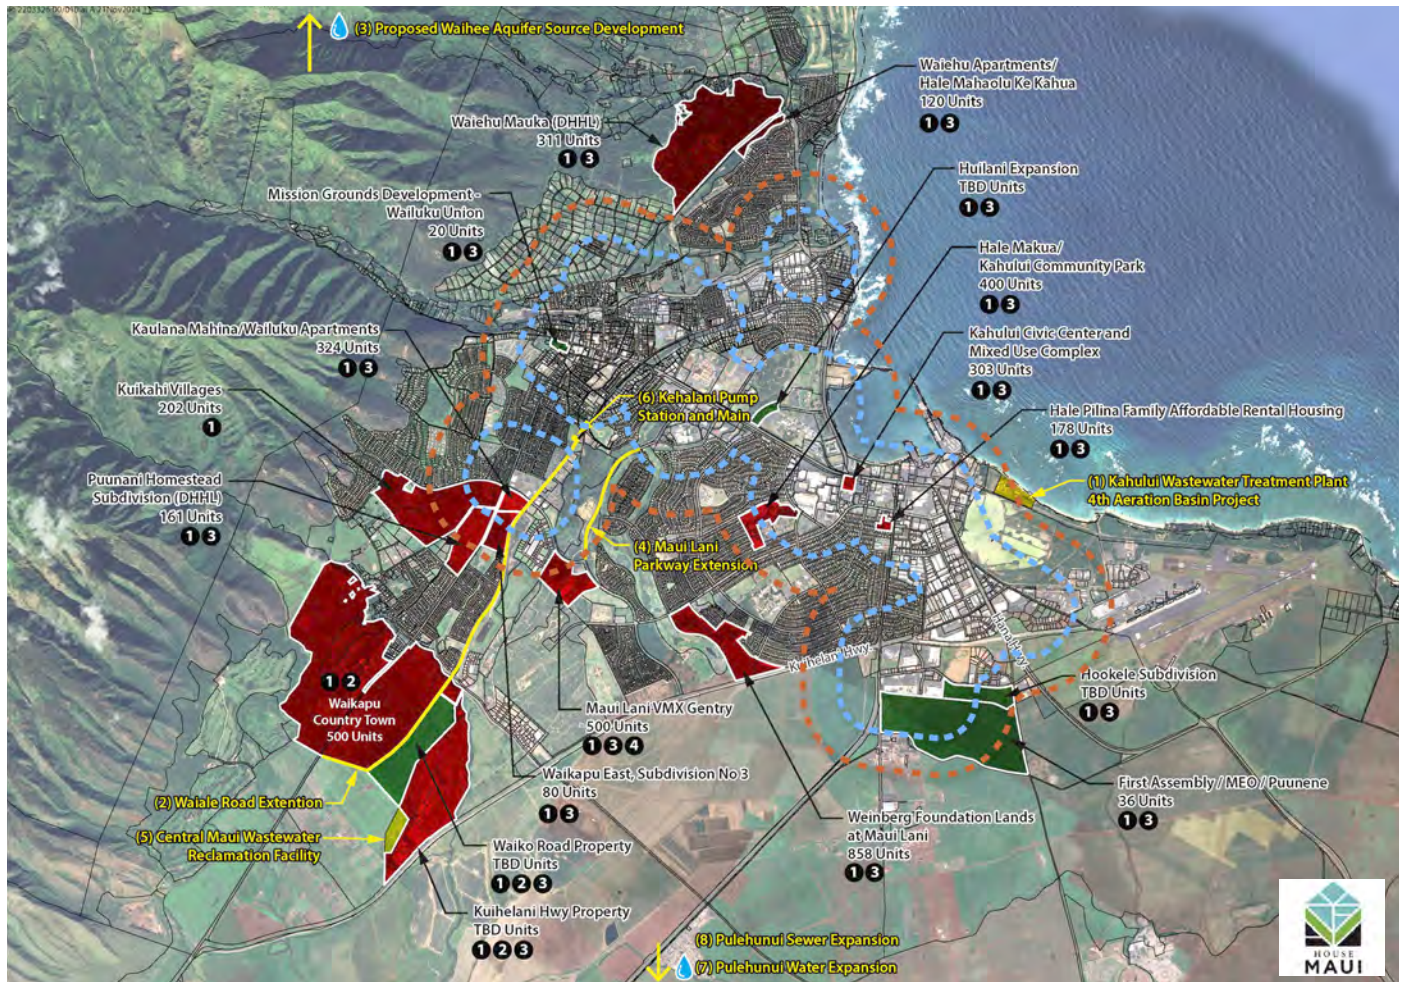 (3) Proposed Waihee Aquifer Source Development
Waiehu Apartments/
Hale Mahaolu Ke Kahua
120 Units
1 3
Waiehu Mauka (DHHL)
311 Units
1 3
Huilani Expansion
TBD Units
1 3
Mission Grounds Development -
Wailuku Union
20 Units
1 3
Hale Makua/
Kahului Community Park
400 Units
1 3
Kaulana Mahina/Wailuku Apartments
324 Units
1 3
Kahului Civic Center and
Mixed Use Complex
303 Units
1 3
Kuikahi Villages
202 Units
1
(6) Kehalani Pump
Station and Main
Hale Pilina Family Affordable Rental Housing
178 Units
1 3
Puunani Homestead
Subdivision (DHHL)
161 Units
1 3
(1) Kahului Wastewater Treatment Plant
4th Aeration Basin Project
(4) Maui Lani
Parkway Extension
Hana Hwy
-Kuihelani Hwy-
1 2
Waikapu
Country Town
500 Units
Hookele Subdivision
TBD Units
1 3
Maui Lani VMX Gentry
500 Units
1 3 4
Waikapu East, Subdivision No 3
80 Units
1 3
First Assembly / MEO / Puunene
36 Units
1 3
(2) Waiale Road Extention
Weinberg Foundation Lands
at Maui Lani
858 Units
1 3
(5) Central Maui Wastewater
Reclamation Facility
Waiko Road Property
TBD Units
1 2 3
Kuihelani Hwy Property
TBD Units
1 2 3
(8) Pulehunui Sewer Expansion
(7) Pulehunui Water Expansion
HOUSE
MAUI